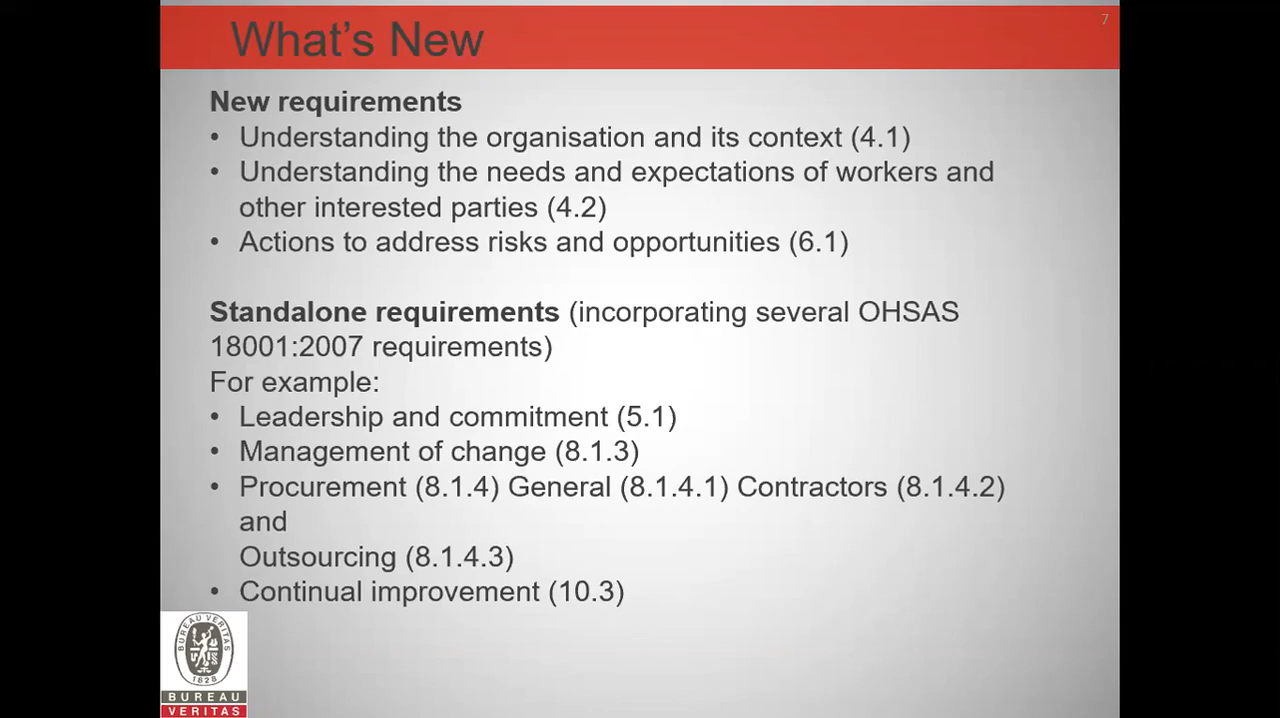 What's New
7
New requirements
• Understanding the organisation and its context (4.1)
• Understanding the needs and expectations of workers and
other interested parties (4.2)
• Actions to address risks and opportunities (6.1)
Standalone requirements (incorporating several OHSAS
18001:2007 requirements)
For example:
• Leadership and commitment (5.1)
• Management of change (8.1.3)
• Procurement (8.1.4) General (8.1.4.1) Contractors (8.1.4.2)
and
Outsourcing (8.1.4.3)
• Continual improvement (10.3)
BUREAU VERITAS
1828
BUREAU
VERITAS